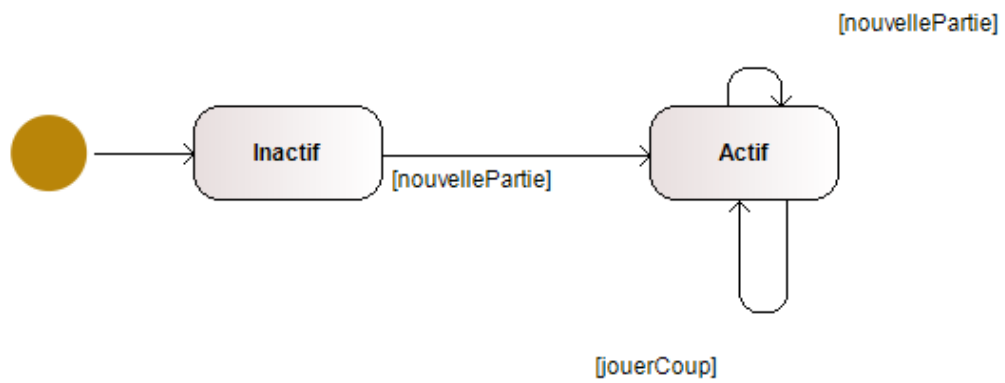 [nouvellePartie]
Inactif
Actif
[nouvellePartie]
[jouerCoup]